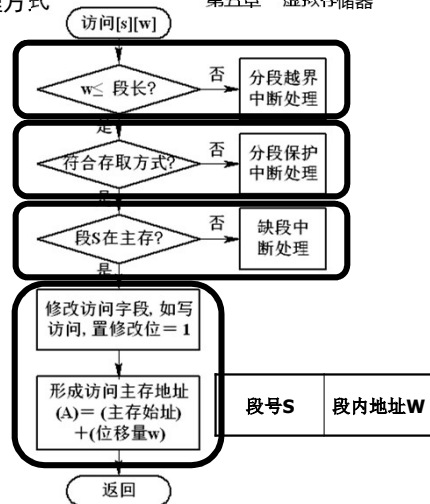 方式
第五章 虚拟存储器
访问[s][w]
w≤ 段长?
否
分段越界
中断处理
是
符合存取方式?
否
分段保护
中断处理
是
段S在主存?
否
缺段中
断处理
是
修改访问字段, 如写
访问, 置修改位= 1
形成访问主存地址
(A)= (主存始址)
+(位移量w)
段号S
段内地址W
返回